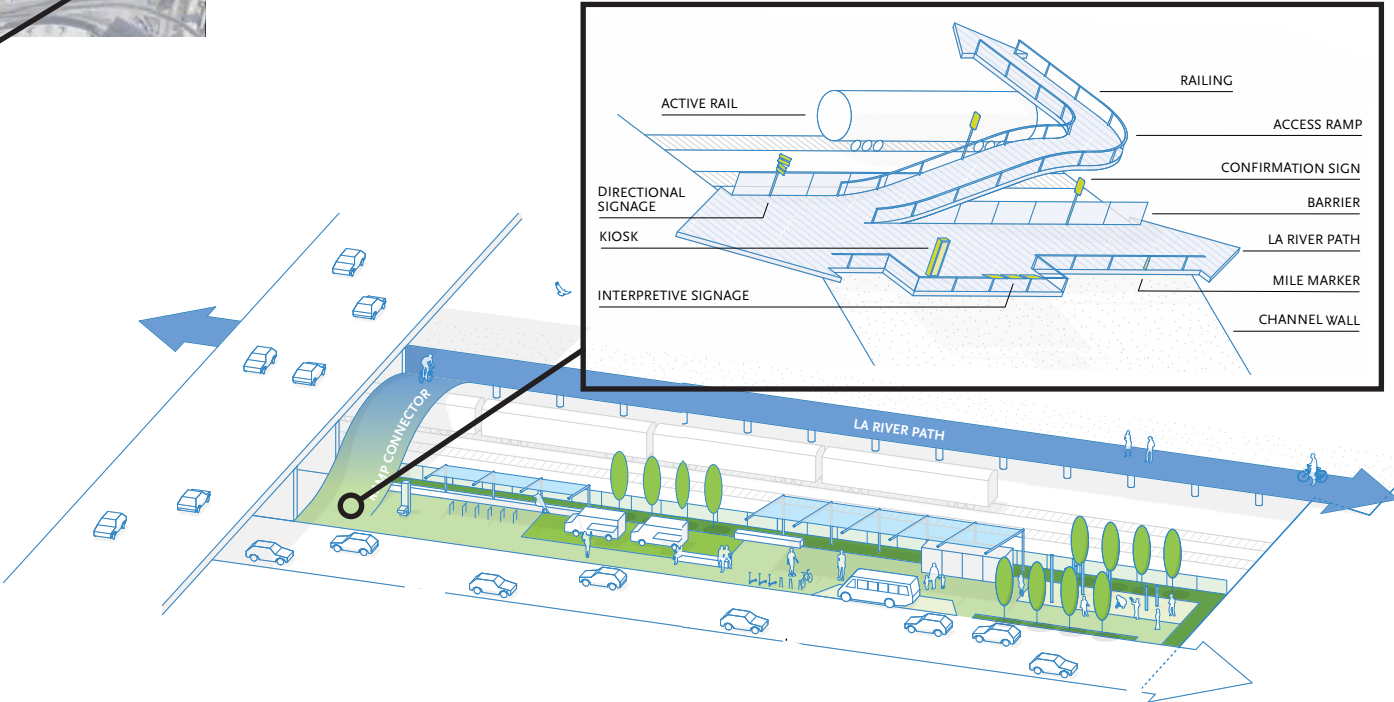 RAILING
ACTIVE RAIL
ACCESS RAMP
CONFIRMATION SIGN
DIRECTIONAL
SIGNAGE
BARRIER
KIOSK
LA RIVER PATH
MILE MARKER
INTERPRETIVE SIGNAGE
CHANNEL WALL
LA RIVER PATH
CONNECTOR